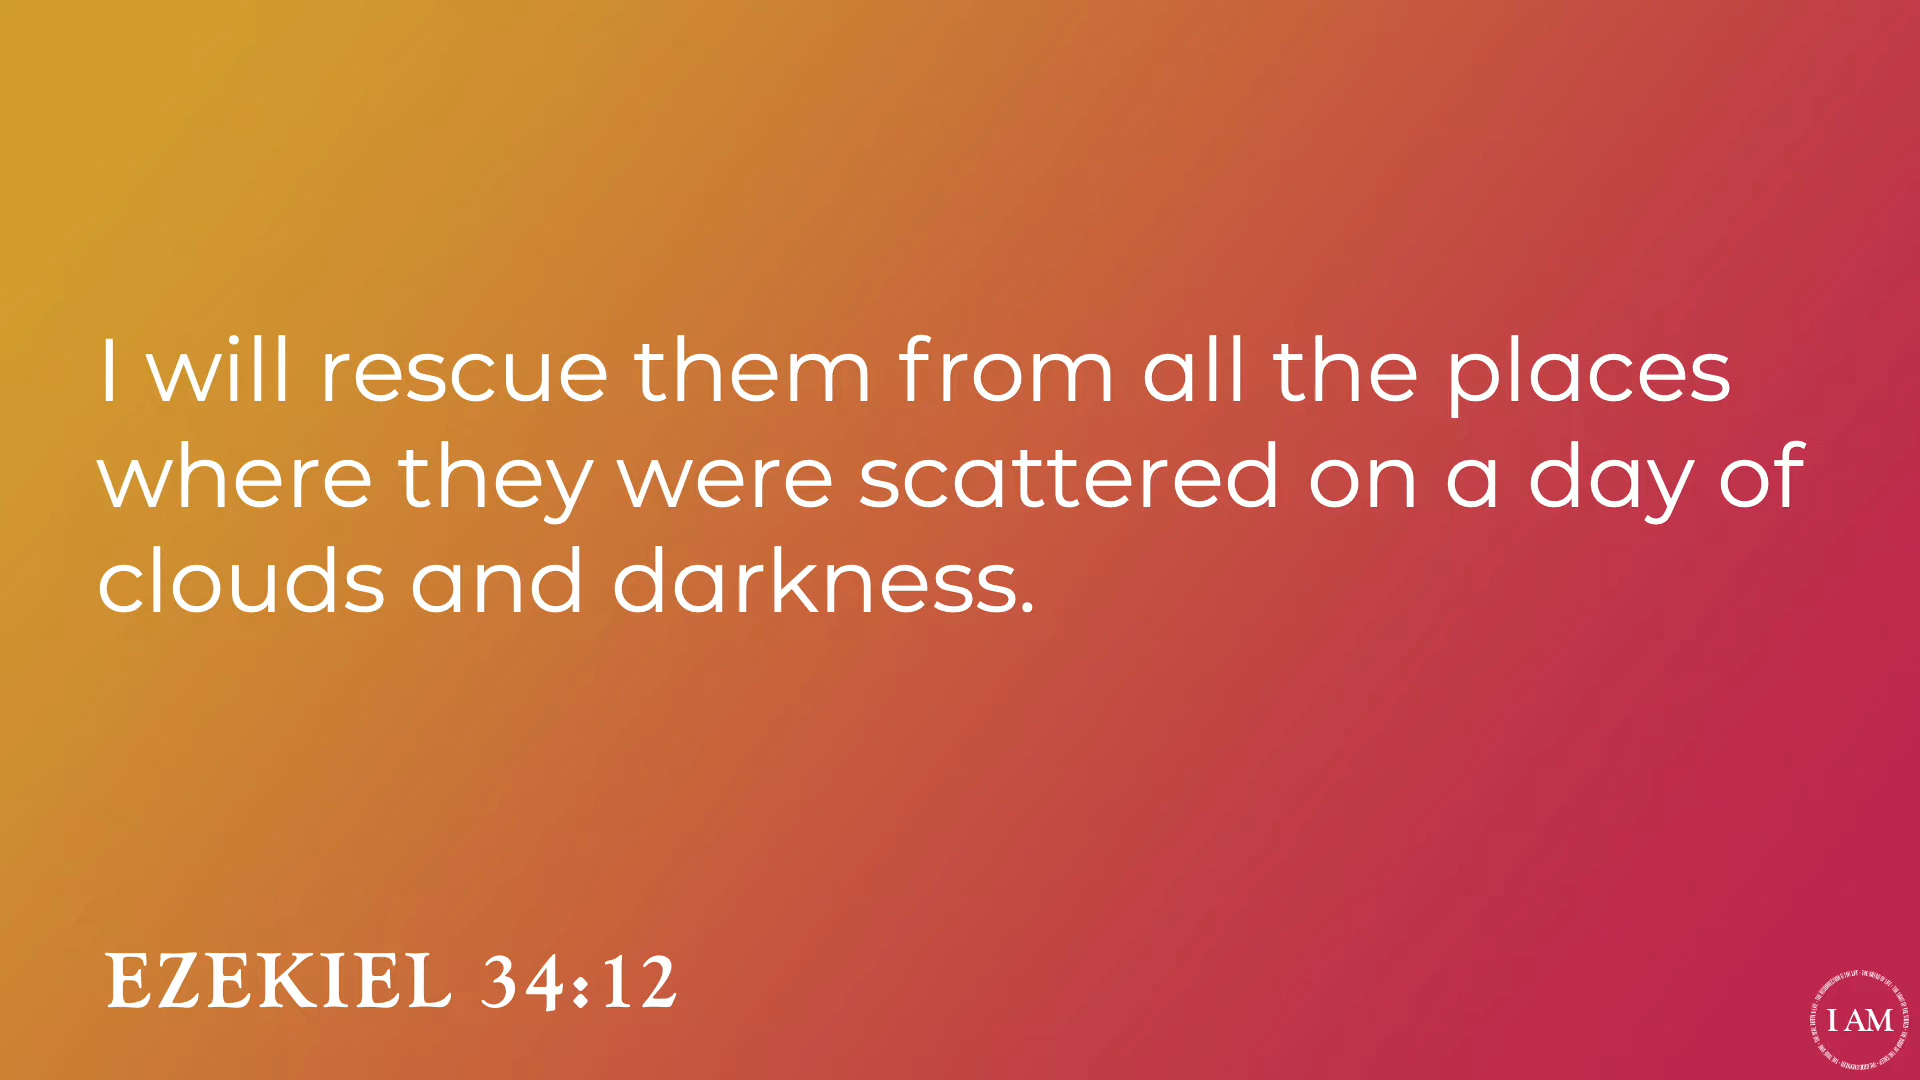 I will rescue them from all the places
where they were scattered on a day of
clouds and darkness.
EZEKIEL 34:12
I AM